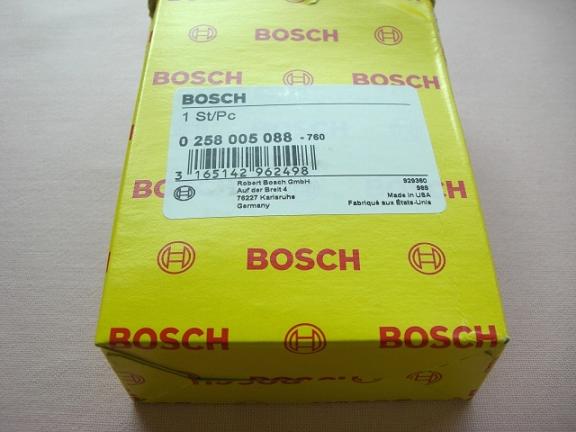 BOSCH
BOSCH BOSCH
BOSCH
1 St/Pc
0 258 005 088 - 760
3 165142 962498
Robert Bosch GmbH
Auf der Breit 4
76227 Karlsruhe
Germany
929360
985
Made in USA
Fabriqué aux États-Unis
BOSCH
BOSCH BOSCH